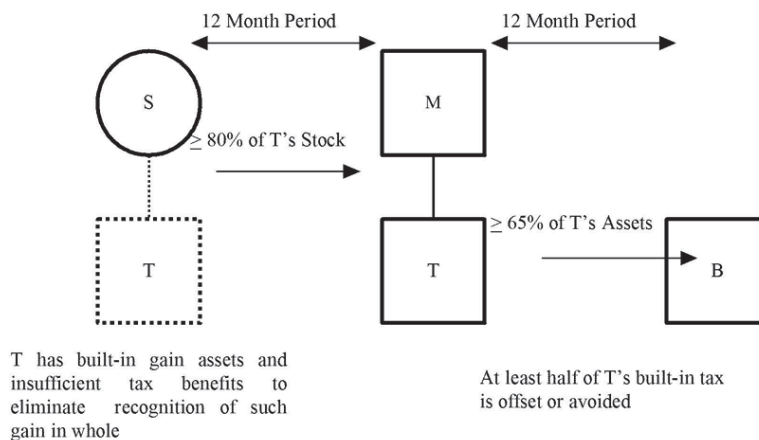 12 Month Period
12 Month Period
S
M
≥ 80% of T's Stock
T
T
≥ 65% of T's Assets
B
T has built-in gain assets and
insufficient tax benefits to
eliminate recognition of such
gain in whole
At least half of T's built-in tax
is offset or avoided